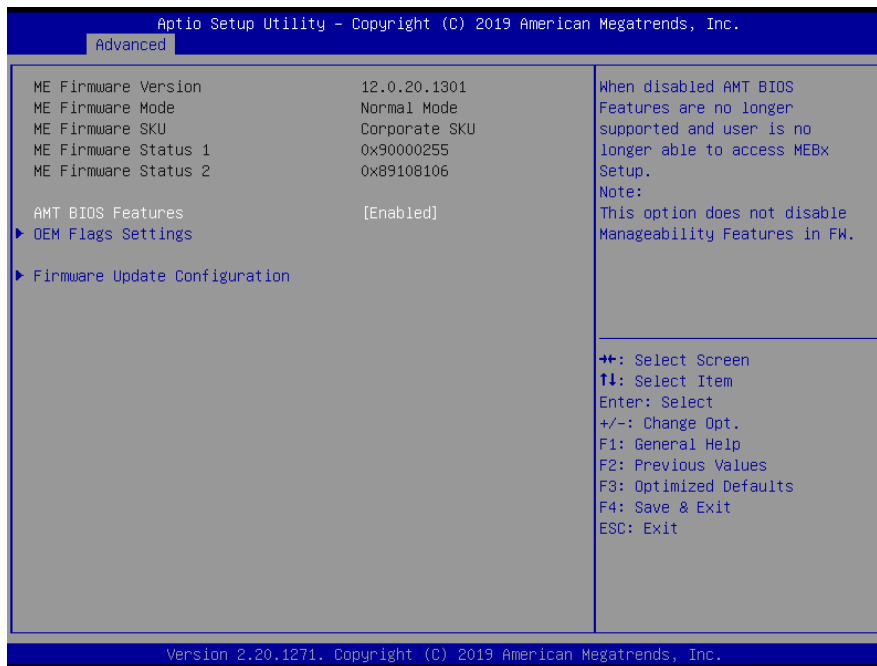 Aptio Setup Utility – Copyright (C) 2019 American Megatrends, Inc.
Advanced
ME Firmware Version 12.0.20.1301
ME Firmware Mode Normal Mode
ME Firmware SKU Corporate SKU
ME Firmware Status 1 0x90000255
ME Firmware Status 2 0x89108106
AMT BIOS Features [Enabled]
▶ OEM Flags Settings
▶ Firmware Update Configuration
When disabled AMT BIOS
Features are no longer
supported and user is no
longer able to access MEBx
Setup.
Note:
This option does not disable
Manageability Features in FW.
→←: Select Screen
↑↓: Select Item
Enter: Select
+/-: Change Opt.
F1: General Help
F2: Previous Values
F3: Optimized Defaults
F4: Save & Exit
ESC: Exit
Version 2.20.1271. Copyright (C) 2019 American Megatrends, Inc.